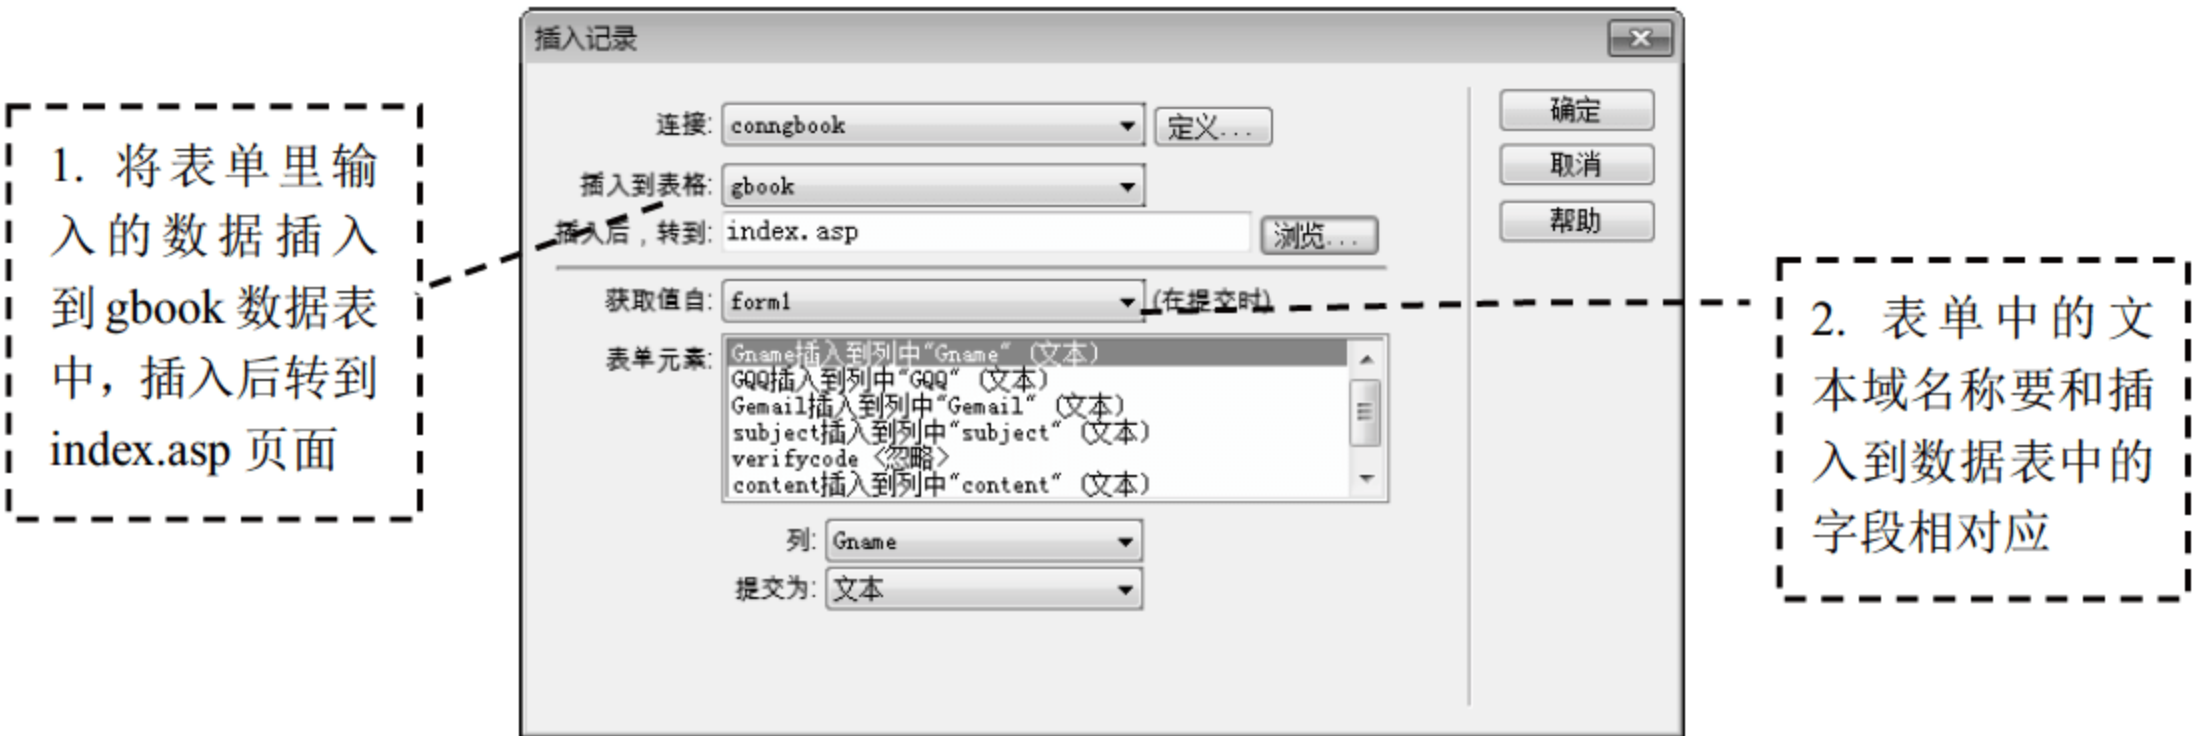 插入记录
1. 将表单里输
入的数据插入
到 gbook 数据表
中，插入后转到
index.asp 页面
连接: conngbook 定义...
插入到表格: gbook
插入后，转到: index.asp 浏览...
获取值自: form1 (在提交时)
表单元素: Gname插入到列中"Gname" (文本)
GQQ插入到列中"GQQ" (文本)
Gemail插入到列中"Gemail" (文本)
subject插入到列中"subject" (文本)
verifycode <忽略>
content插入到列中"content" (文本)
列: Gname
提交为: 文本
确定
取消
帮助
2. 表单中的文
本域名称要和插
入到数据表中的
字段相对应